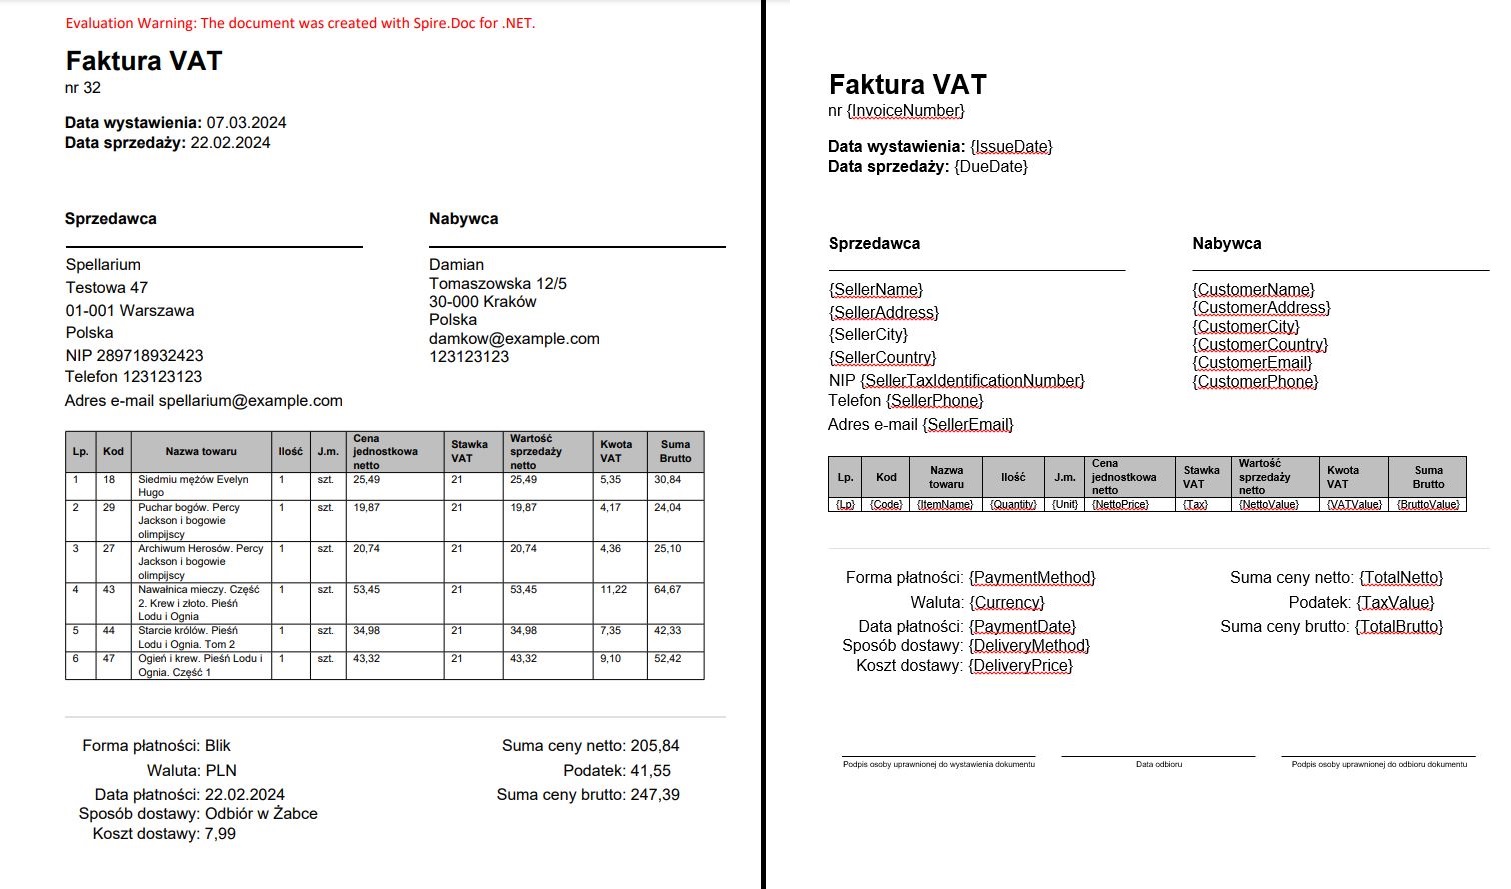 Evaluation Warning: The document was created with Spire.Doc for .NET.
Faktura VAT
nr 32
Data wystawienia: 07.03.2024
Data sprzedaży: 22.02.2024
Sprzedawca
Spellarium
Testowa 47
01-001 Warszawa
Polska
NIP 289718932423
Telefon 123123123
Adres e-mail spellarium@example.com
Nabywca
Damian
Tomaszowska 12/5
30-000 Kraków
Polska
damkow@example.com
123123123
Lp. Kod Nazwa towaru Ilość J.m. Cena jednostkowa netto Stawka VAT Wartość sprzedaży netto Kwota VAT Suma Brutto
1 18 Siedmiu mężów Evelyn Hugo 1 szt. 25,49 21 25,49 5,35 30,84
2 29 Puchar bogów. Percy Jackson i bogowie olimpijscy 1 szt. 19,87 21 19,87 4,17 24,04
3 27 Archiwum Herosów. Percy Jackson i bogowie olimpijscy 1 szt. 20,74 21 20,74 4,36 25,10
4 43 Nawałnica mieczy. Część 2. Krew i złoto. Pieśń Lodu i Ognia 1 szt. 53,45 21 53,45 11,22 64,67
5 44 Starcie królów. Pieśń Lodu i Ognia. Tom 2 1 szt. 34,98 21 34,98 7,35 42,33
6 47 Ogień i krew. Pieśń Lodu i Ognia. Część 1 1 szt. 43,32 21 43,32 9,10 52,42
Forma płatności: Blik
Waluta: PLN
Data płatności: 22.02.2024
Sposób dostawy: Odbiór w Żabce
Koszt dostawy: 7,99
Suma ceny netto: 205,84
Podatek: 41,55
Suma ceny brutto: 247,39
Faktura VAT
nr {InvoiceNumber}
Data wystawienia: {IssueDate}
Data sprzedaży: {DueDate}
Sprzedawca
{SellerName}
{SellerAddress}
{SellerCity}
{SellerCountry}
NIP {SellerTaxIdentificationNumber}
Telefon {SellerPhone}
Adres e-mail {SellerEmail}
Nabywca
{CustomerName}
{CustomerAddress}
{CustomerCity}
{CustomerCountry}
{CustomerEmail}
{CustomerPhone}
Lp. Kod Nazwa towaru Ilość J.m. Cena jednostkowa netto Stawka VAT Wartość sprzedaży netto Kwota VAT Suma Brutto
{Lp} {Code} {ItemName} {Quantity} {Unit} {NettoPrice} {Tax} {NettoValue} {VATValue} {BruttoValue}
Forma płatności: {PaymentMethod}
Waluta: {Currency}
Data płatności: {PaymentDate}
Sposób dostawy: {DeliveryMethod}
Koszt dostawy: {DeliveryPrice}
Suma ceny netto: {TotalNetto}
Podatek: {TaxValue}
Suma ceny brutto: {TotalBrutto}
Podpis osoby uprawnionej do wystawienia dokumentu
Data odbioru
Podpis osoby uprawnionej do odbioru dokumentu